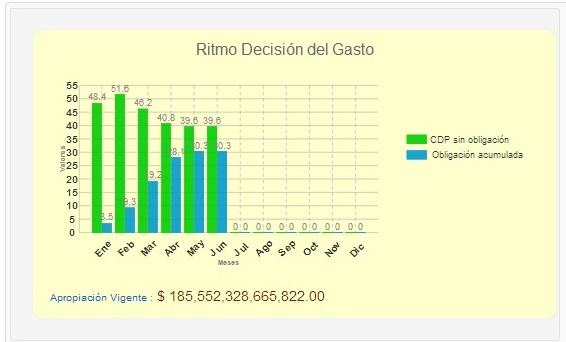 Ritmo Decisión del Gasto
55
50
45
40
35
30
25
20
15
10
5
0
Valores
48.4 51.6 46.2 40.8 39.6 39.6
3.5 9.3 9.2 28.1 30.3 30.3
0 0 0 0 0 0 0 0 0 0 0 0
Ene Feb Mar Abr May Jun Jul Ago Sep Oct Nov Dic
Meses
CDP sin obligación
Obligación acumulada
Apropiación Vigente : $ 185,552,328,665,822.00